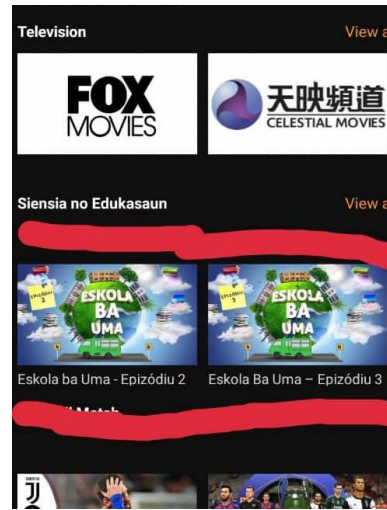 Television
View a
FOX
MOVIES
天映頻道
CELESTIAL MOVIES
Siensia no Edukasaun
View a
EPIZÓDIU
2
ESKOLA
BA
UMA
EPIZÓDIU
3
ESKOLA
BA
UMA
Eskola ba Uma - Epizódiu 2
Eskola Ba Uma – Epizódiu 3
Match